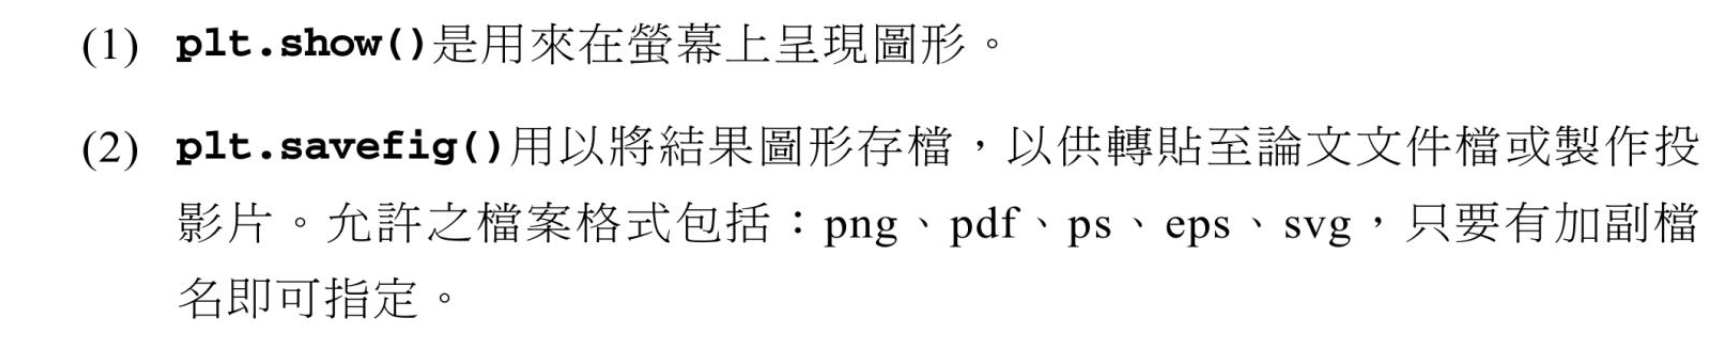 (1) plt.show()是用來在螢幕上呈現圖形。
(2) plt.savefig()用以將結果圖形存檔，以供轉貼至論文文件檔或製作投
影片。允許之檔案格式包括：png、pdf、ps、eps、svg，只要有加副檔
名即可指定。